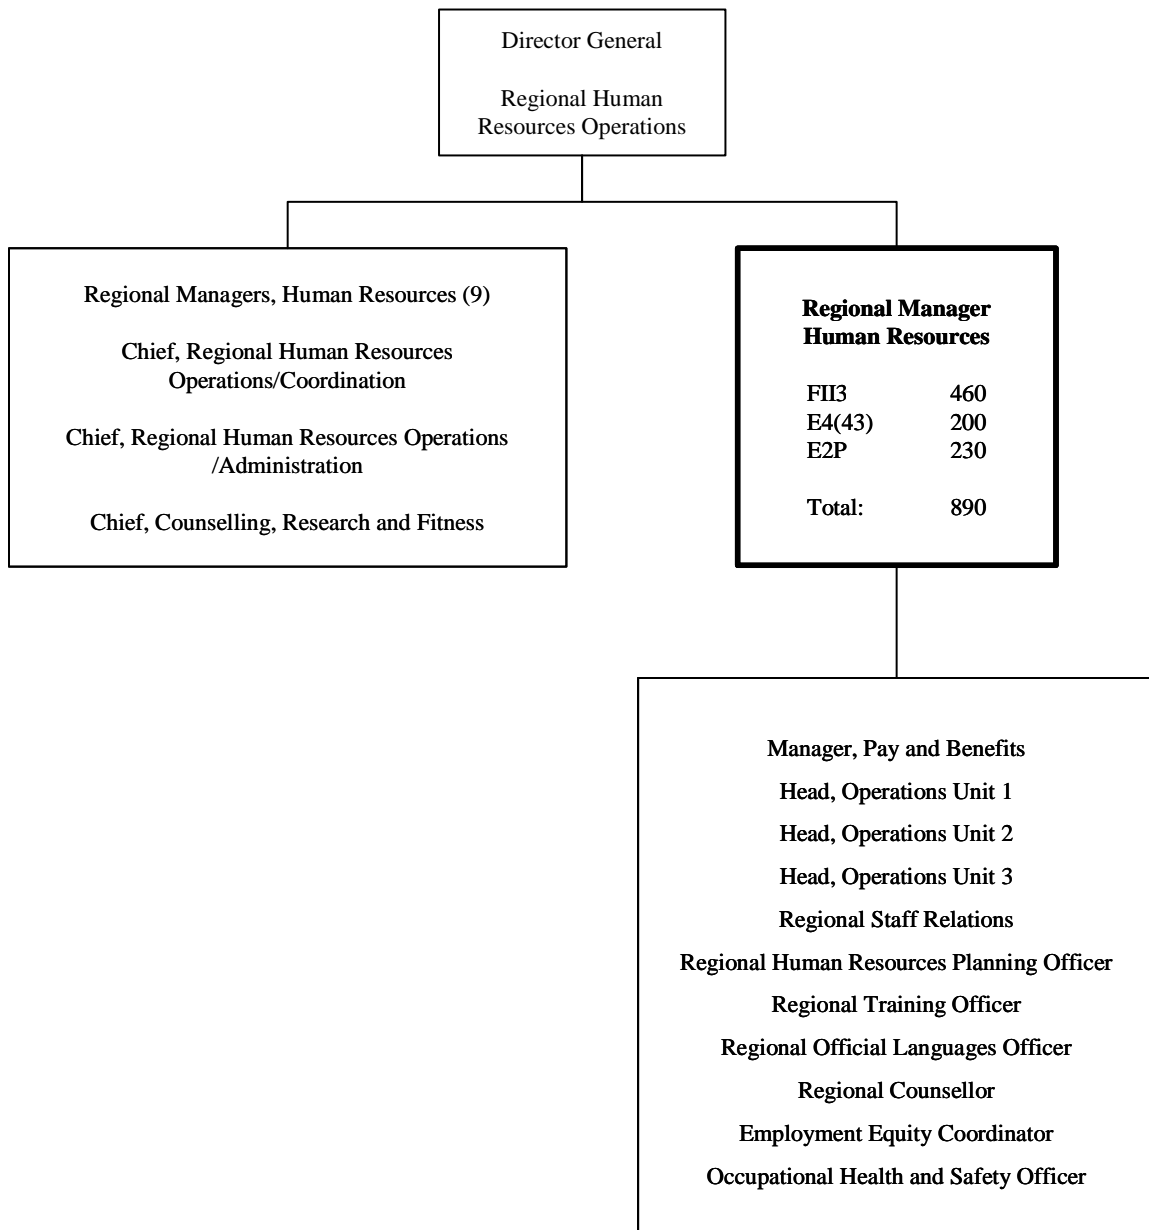 Director General
Regional Human
Resources Operations
Regional Managers, Human Resources (9)
Chief, Regional Human Resources
Operations/Coordination
Chief, Regional Human Resources Operations
/Administration
Chief, Counselling, Research and Fitness
Regional Manager
Human Resources
FII3 460
E4(43) 200
E2P 230
Total: 890
Manager, Pay and Benefits
Head, Operations Unit 1
Head, Operations Unit 2
Head, Operations Unit 3
Regional Staff Relations
Regional Human Resources Planning Officer
Regional Training Officer
Regional Official Languages Officer
Regional Counsellor
Employment Equity Coordinator
Occupational Health and Safety Officer